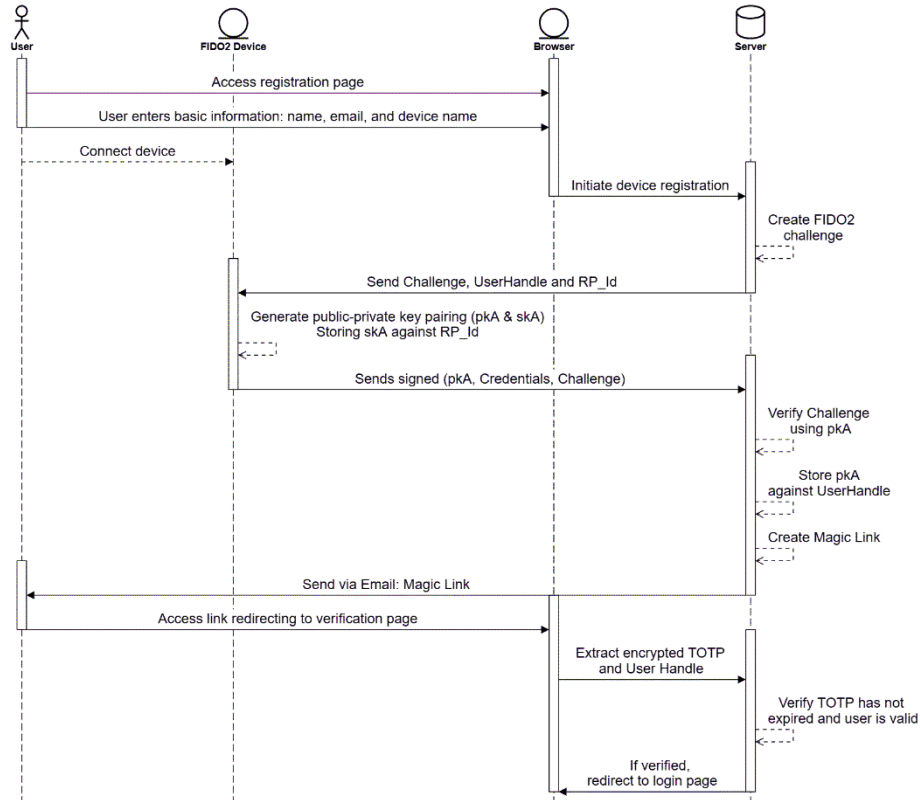 User
FIDO2 Device
Browser
Server
Access registration page
User enters basic information: name, email, and device name
Connect device
Initiate device registration
Create FIDO2
challenge
Send Challenge, UserHandle and RP_Id
Generate public-private key pairing (pkA & skA)
Storing skA against RP_Id
Sends signed (pkA, Credentials, Challenge)
Verify Challenge
using pkA
Store pkA
against UserHandle
Create Magic Link
Send via Email: Magic Link
Access link redirecting to verification page
Extract encrypted TOTP
and User Handle
Verify TOTP has not
expired and user is valid
If verified,
redirect to login page